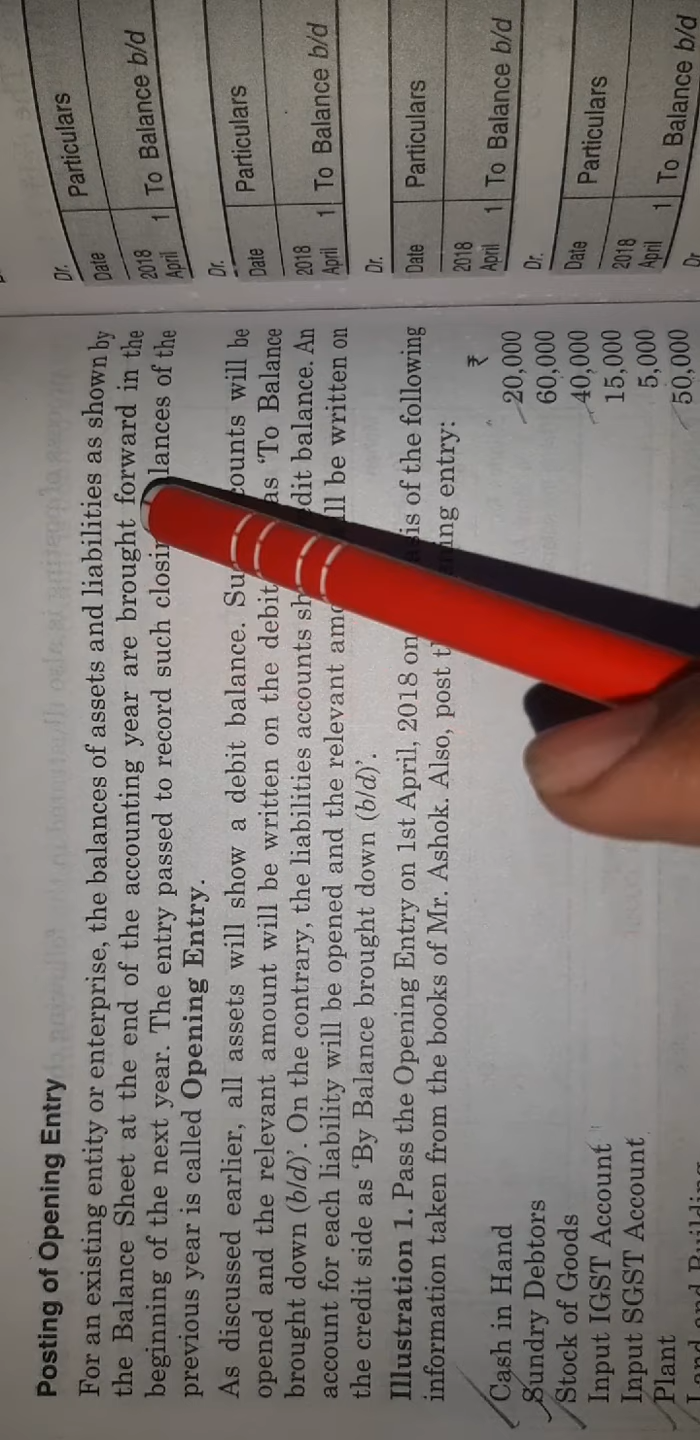 Posting of Opening Entry
For an existing entity or enterprise, the balances of assets and liabilities as shown by
the Balance Sheet at the end of the accounting year are brought forward in the
beginning of the next year. The entry passed to record such closi lances of the
previous year is called Opening Entry.
As discussed earlier, all assets will show a debit balance. Su counts will be
opened and the relevant amount will be written on the debit as 'To Balance
brought down (b/d)'. On the contrary, the liabilities accounts sh dit balance. An
account for each liability will be opened and the relevant amo ll be written on
the credit side as 'By Balance brought down (b/d)'.
Illustration 1. Pass the Opening Entry on 1st April, 2018 on sis of the following
information taken from the books of Mr. Ashok. Also, post t ing entry:
₹
Cash in Hand 20,000
Sundry Debtors 60,000
Stock of Goods 40,000
Input IGST Account 15,000
Input SGST Account 5,000
Plant 50,000
Dr.
Date Particulars
2018
April 1 To Balance b/d
Dr.
Date Particulars
2018
April 1 To Balance b/d
Dr.
Date Particulars
2018
April 1 To Balance b/d
Dr.
Date Particulars
2018
April 1 To Balance b/d
Dr